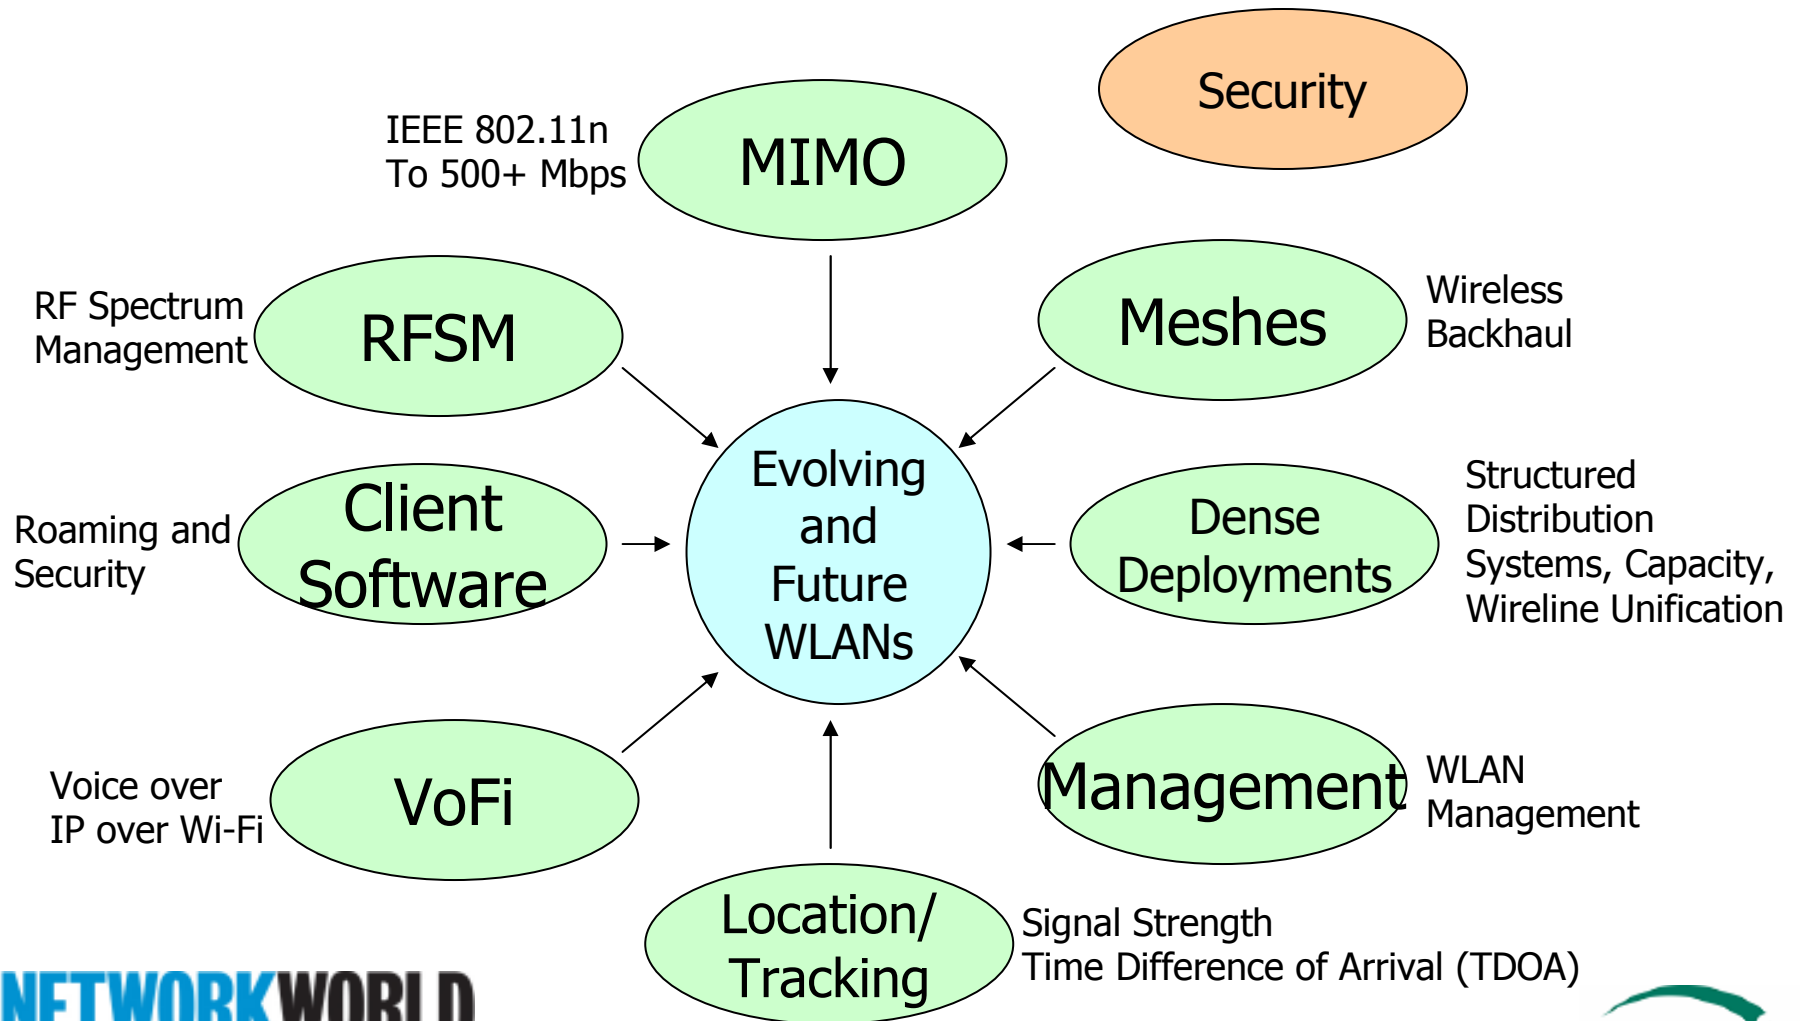 Security
IEEE 802.11n
To 500+ Mbps
MIMO
RF Spectrum
Management
RFSM
Meshes
Wireless
Backhaul
Roaming and
Security
Client
Software
Evolving
and
Future
WLANs
Dense
Deployments
Structured
Distribution
Systems, Capacity,
Wireline Unification
Voice over
IP over Wi-Fi
VoFi
Management
WLAN
Management
Location/
Tracking
Signal Strength
Time Difference of Arrival (TDOA)
NETWORKWORLD